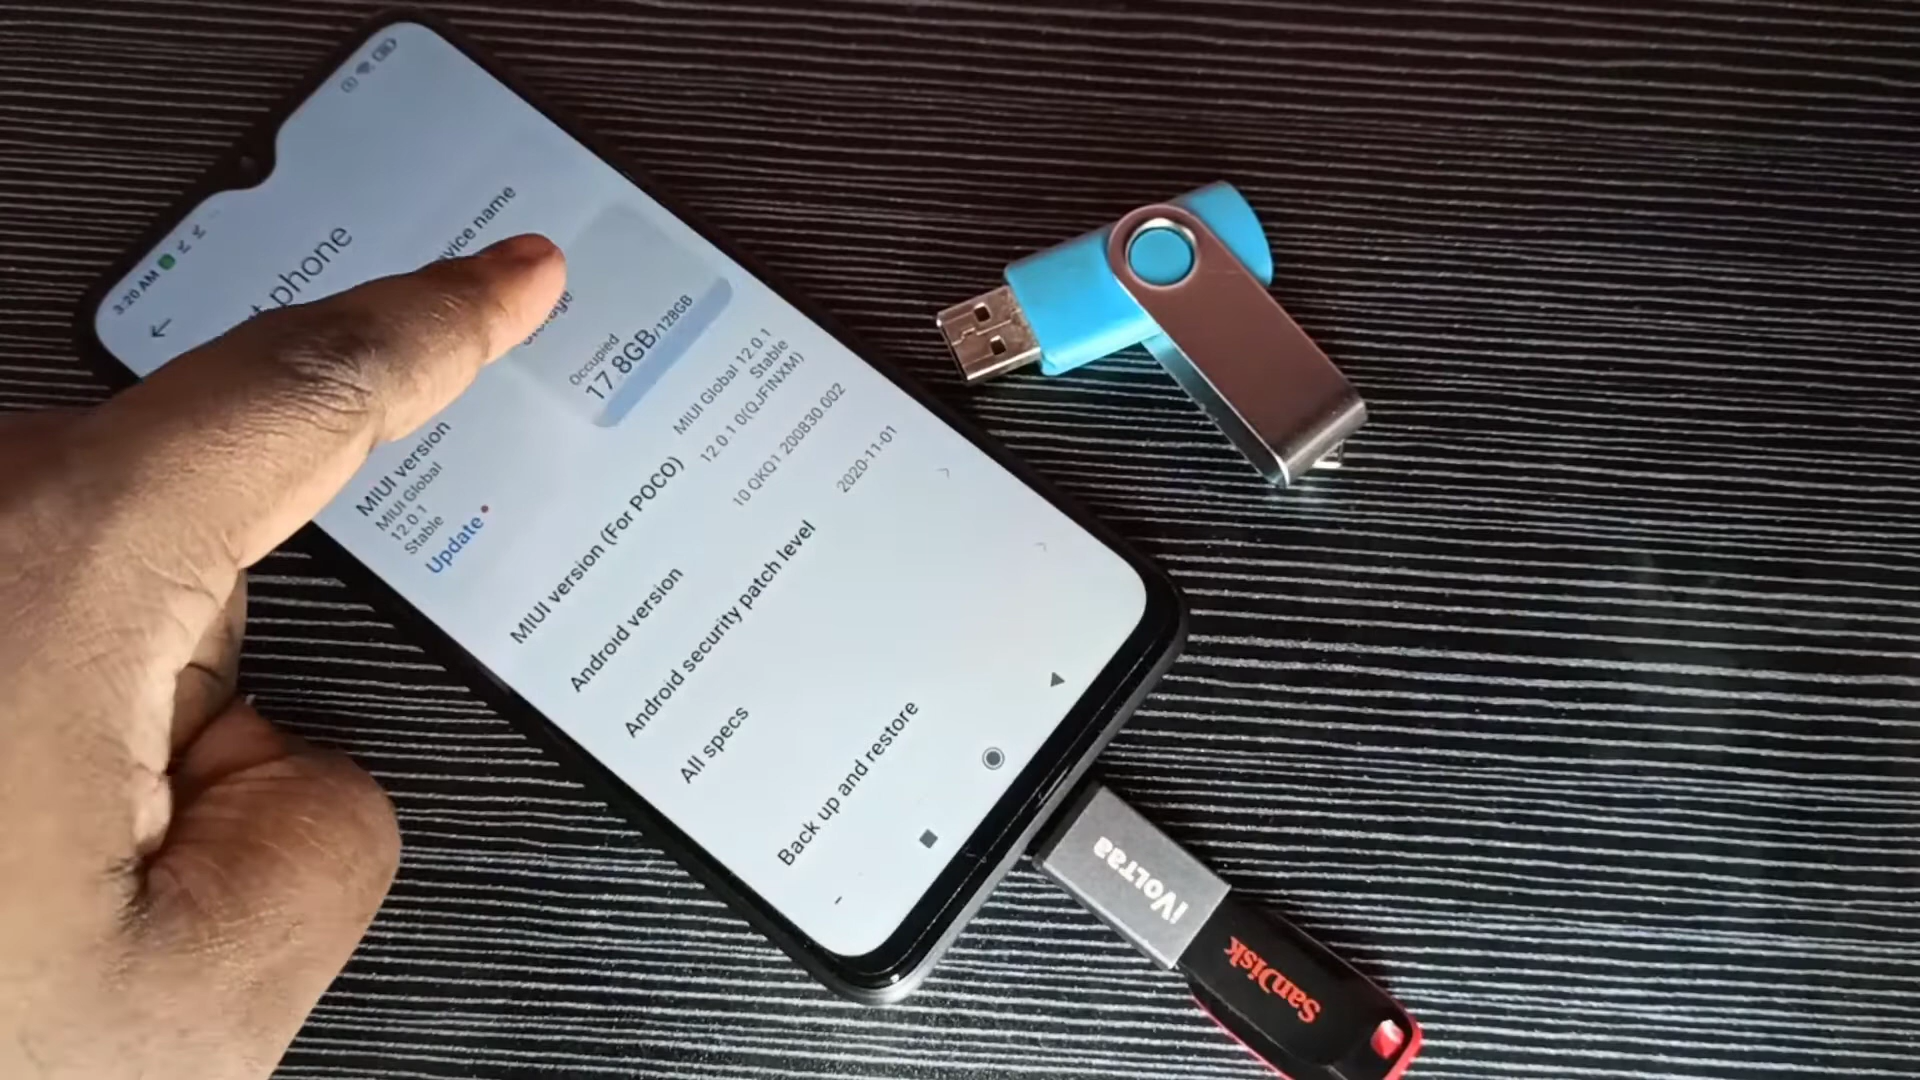 3:20 AM
phone
vice name
Storage
Occupied
17.8GB/128GB
MIUI version
MIUI Global
12.0.1
Stable
Update
MIUI version (For POCO)
MIUI Global 12.0.1
Stable
12.0.1.0(QJFINXM)
Android version
10 QKQ1.200830.002
Android security patch level
2020-11-01
All specs
Back up and restore
iVOLTaa
SanDisk